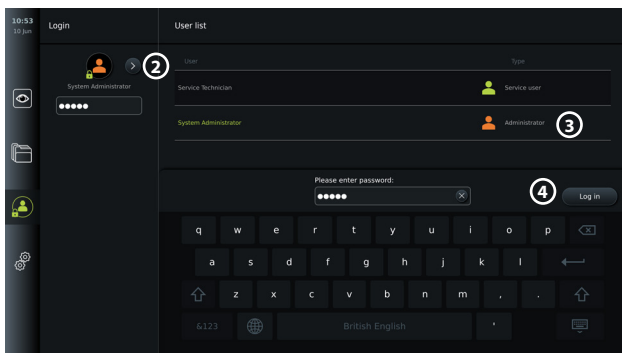 10:53
10 Jun
Login
User list
2
User
Type
System Administrator
●●●●●
Service Technician
Service user
System Administrator
Administrator
3
Please enter password:
●●●●●
4
Log in
q w e r t y u i o p
a s d f g h j k l
z x c v b n m , .
&123
British English
'